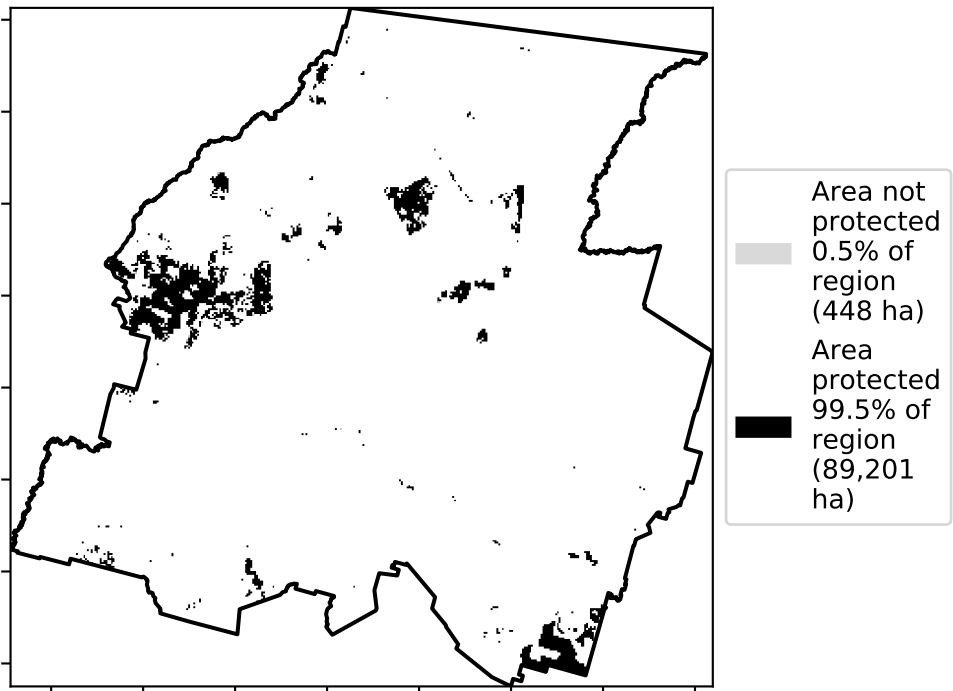 Area not
protected
0.5% of
region
(448 ha)
Area
protected
99.5% of
region
(89,201
ha)